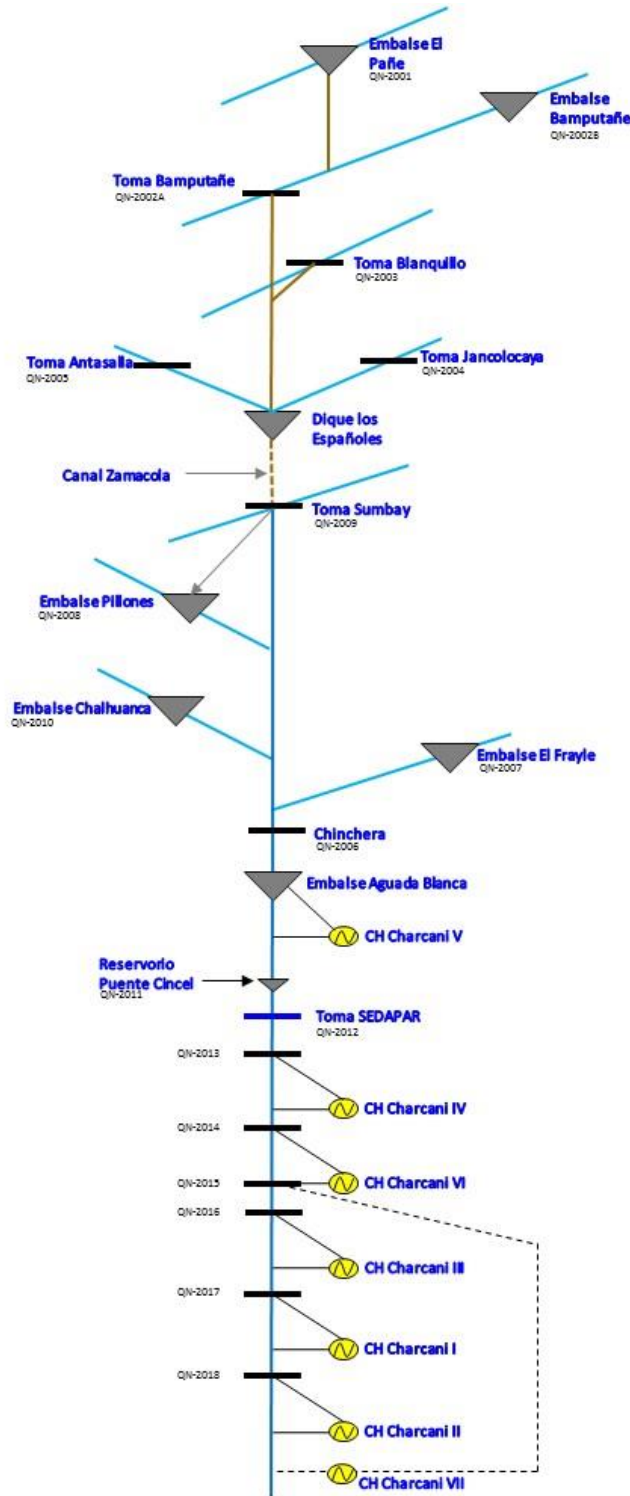 Embalse El
Pañe
QN-2001
Embalse
Bamputañe
QN-2002B
Toma Bamputañe
QN-2002A
Toma Blanquillo
QN-2003
Toma Antasalla
QN-2005
Toma Jancolocaya
QN-2004
Dique los
Españoles
Canal Zamacola
Toma Sumbay
QN-2009
Embalse Pillones
QN-2008
Embalse Chalhuanca
QN-2010
Embalse El Frayle
QN-2007
Chinchera
QN-2006
Embalse Aguada Blanca
CH Charcani V
Reservorio
Puente Cincel
QN-2011
Toma SEDAPAR
QN-2012
QN-2013
CH Charcani IV
QN-2014
CH Charcani VI
QN-2015
QN-2016
CH Charcani III
QN-2017
CH Charcani I
QN-2018
CH Charcani II
CH Charcani VII